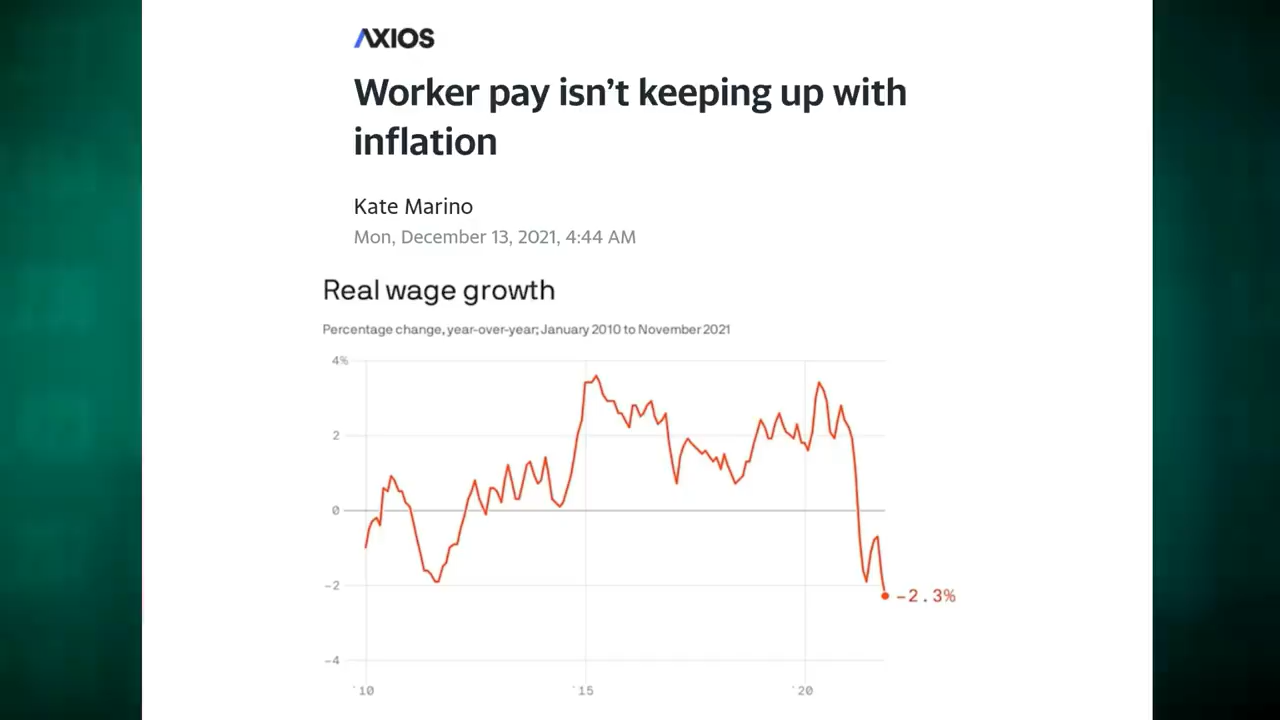 AXIOS
Worker pay isn't keeping up with
inflation
Kate Marino
Mon, December 13, 2021, 4:44 AM
Real wage growth
Percentage change, year-over-year; January 2010 to November 2021
4%
2
0
-2
-2.3%
-4
'10 '15 '20